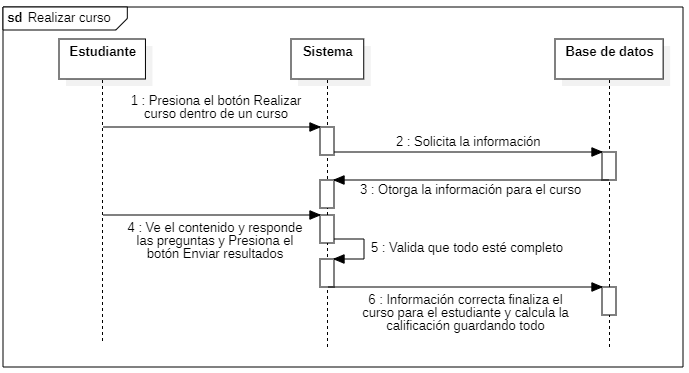 sd Realizar curso
Estudiante
Sistema
Base de datos
1 : Presiona el botón Realizar
curso dentro de un curso
2 : Solicita la información
3 : Otorga la información para el curso
4 : Ve el contenido y responde
las preguntas y Presiona el
botón Enviar resultados
5 : Valida que todo esté completo
6 : Información correcta finaliza el
curso para el estudiante y calcula la
calificación guardando todo